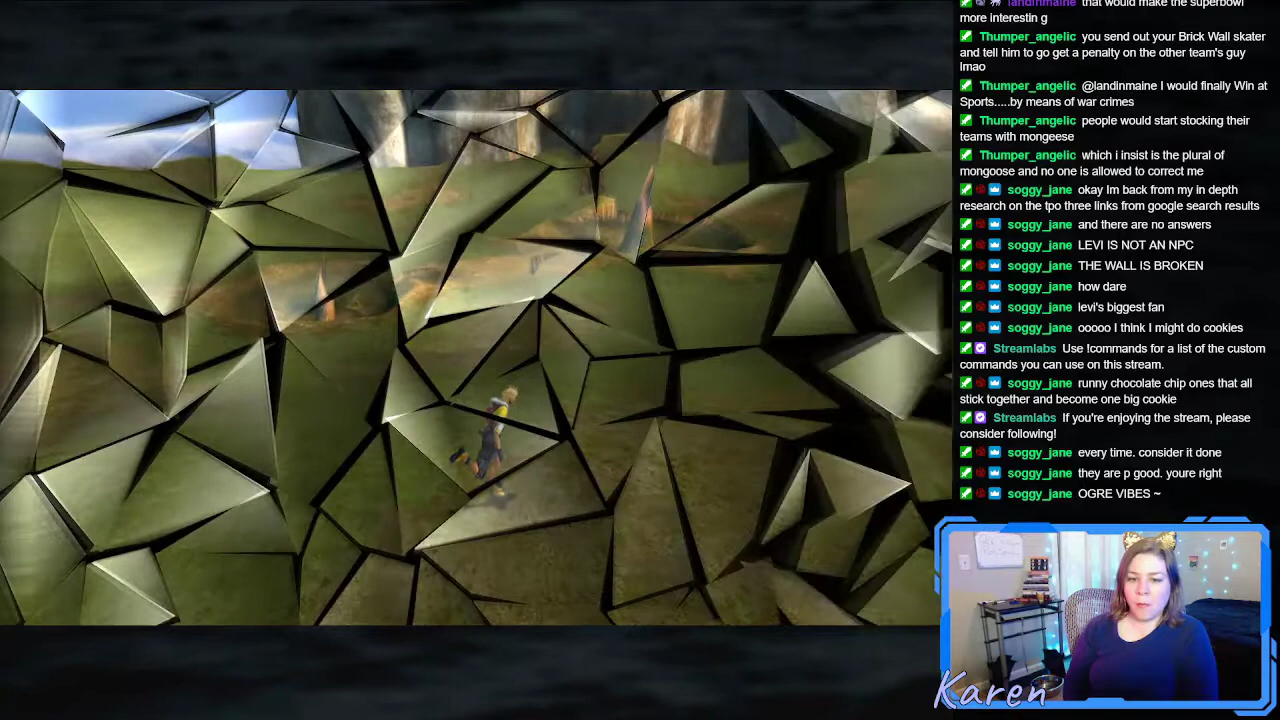 landinmaine that would make the superbowl
more interestin g
Thumper_angelic you send out your Brick Wall skater
and tell him to go get a penalty on the other team's guy
lmao
Thumper_angelic @landinmaine I would finally Win at
Sports.....by means of war crimes
Thumper_angelic people would start stocking their
teams with mongeese
Thumper_angelic which i insist is the plural of
mongoose and no one is allowed to correct me
soggy_jane okay Im back from my in depth
research on the tpo three links from google search results
soggy_jane and there are no answers
soggy_jane LEVI IS NOT AN NPC
soggy_jane THE WALL IS BROKEN
soggy_jane how dare
soggy_jane levi's biggest fan
soggy_jane ooooo I think I might do cookies
Streamlabs Use !commands for a list of the custom
commands you can use on this stream.
soggy_jane runny chocolate chip ones that all
stick together and become one big cookie
Streamlabs If you're enjoying the stream, please
consider following!
soggy_jane every time. consider it done
soggy_jane they are p good. youre right
soggy_jane OGRE VIBES ~
Karen